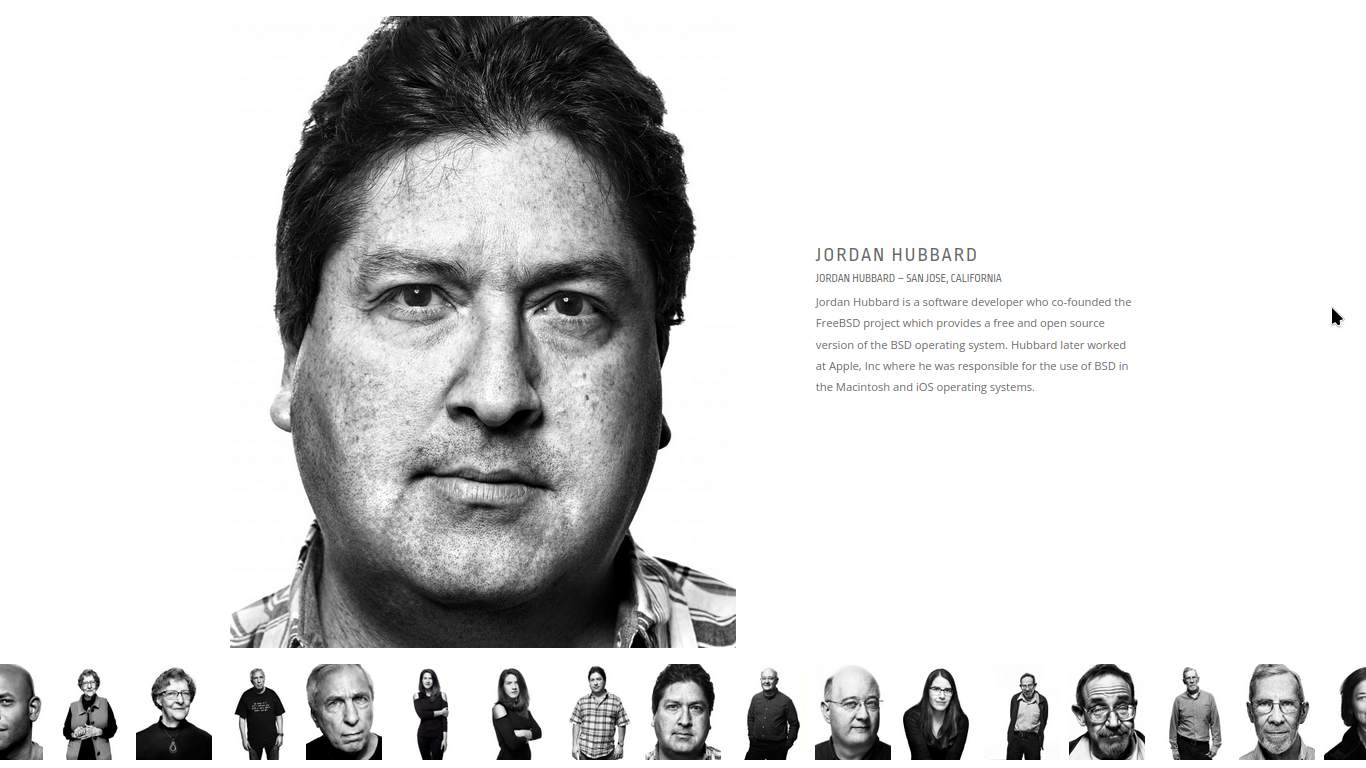 JORDAN HUBBARD
JORDAN HUBBARD – SAN JOSE, CALIFORNIA
Jordan Hubbard is a software developer who co-founded the
FreeBSD project which provides a free and open source
version of the BSD operating system. Hubbard later worked
at Apple, Inc where he was responsible for the use of BSD in
the Macintosh and iOS operating systems.